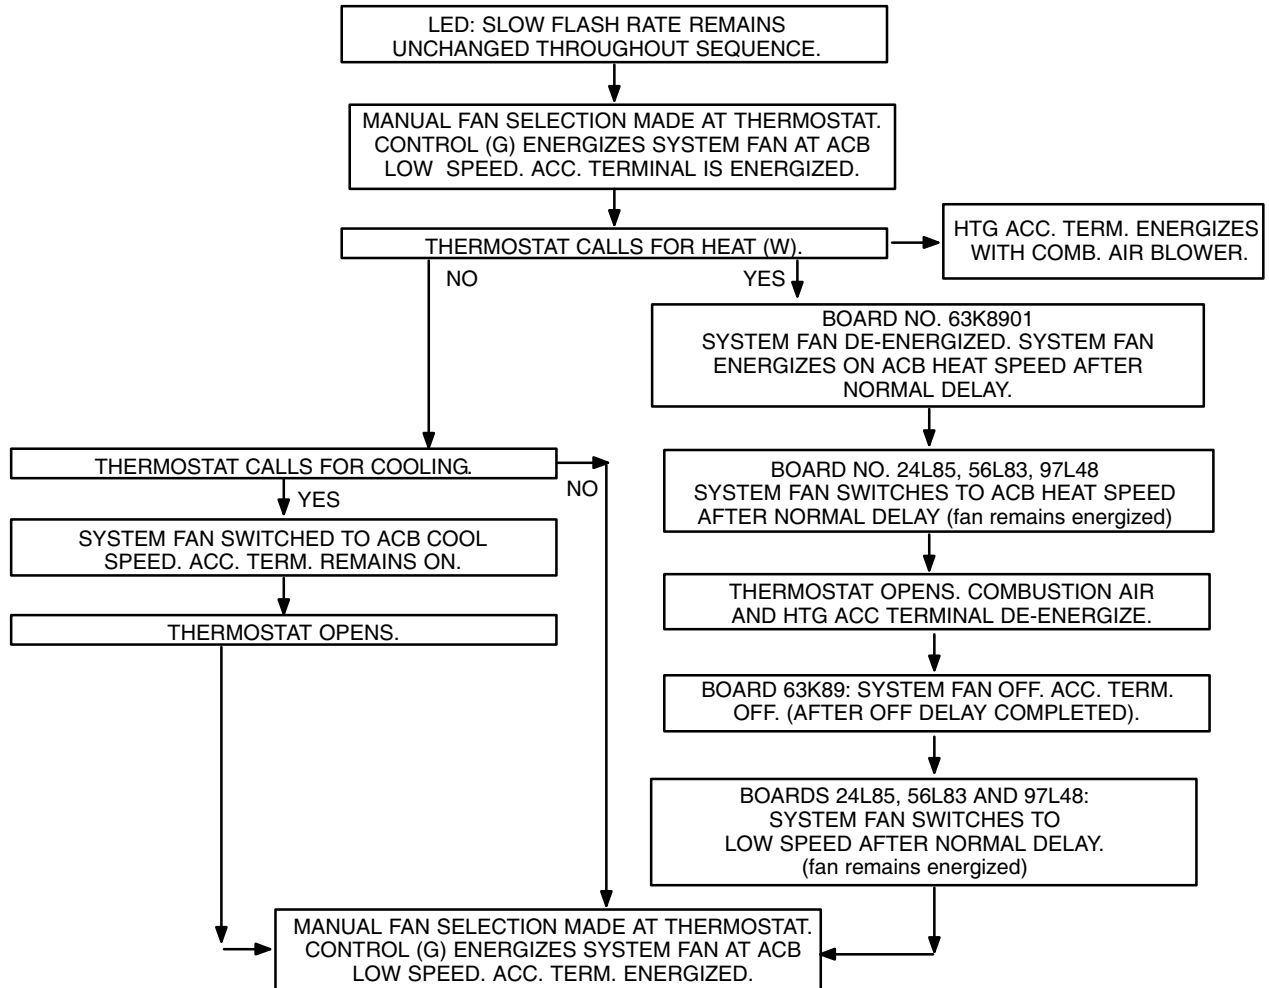 LED: SLOW FLASH RATE REMAINS
UNCHANGED THROUGHOUT SEQUENCE.
MANUAL FAN SELECTION MADE AT THERMOSTAT.
CONTROL (G) ENERGIZES SYSTEM FAN AT ACB
LOW SPEED. ACC. TERMINAL IS ENERGIZED.
THERMOSTAT CALLS FOR HEAT (W).
HTG ACC. TERM. ENERGIZES
WITH COMB. AIR BLOWER.
NO
YES
BOARD NO. 63K8901
SYSTEM FAN DE-ENERGIZED. SYSTEM FAN
ENERGIZES ON ACB HEAT SPEED AFTER
NORMAL DELAY.
THERMOSTAT CALLS FOR COOLING.
NO
YES
BOARD NO. 24L85, 56L83, 97L48
SYSTEM FAN SWITCHES TO ACB HEAT SPEED
AFTER NORMAL DELAY (fan remains energized)
SYSTEM FAN SWITCHED TO ACB COOL
SPEED. ACC. TERM. REMAINS ON.
THERMOSTAT OPENS. COMBUSTION AIR
AND HTG ACC TERMINAL DE-ENERGIZE.
THERMOSTAT OPENS.
BOARD 63K89: SYSTEM FAN OFF. ACC. TERM.
OFF. (AFTER OFF DELAY COMPLETED).
BOARDS 24L85, 56L83 AND 97L48:
SYSTEM FAN SWITCHES TO
LOW SPEED AFTER NORMAL DELAY.
(fan remains energized)
MANUAL FAN SELECTION MADE AT THERMOSTAT.
CONTROL (G) ENERGIZES SYSTEM FAN AT ACB
LOW SPEED. ACC. TERM. ENERGIZED.